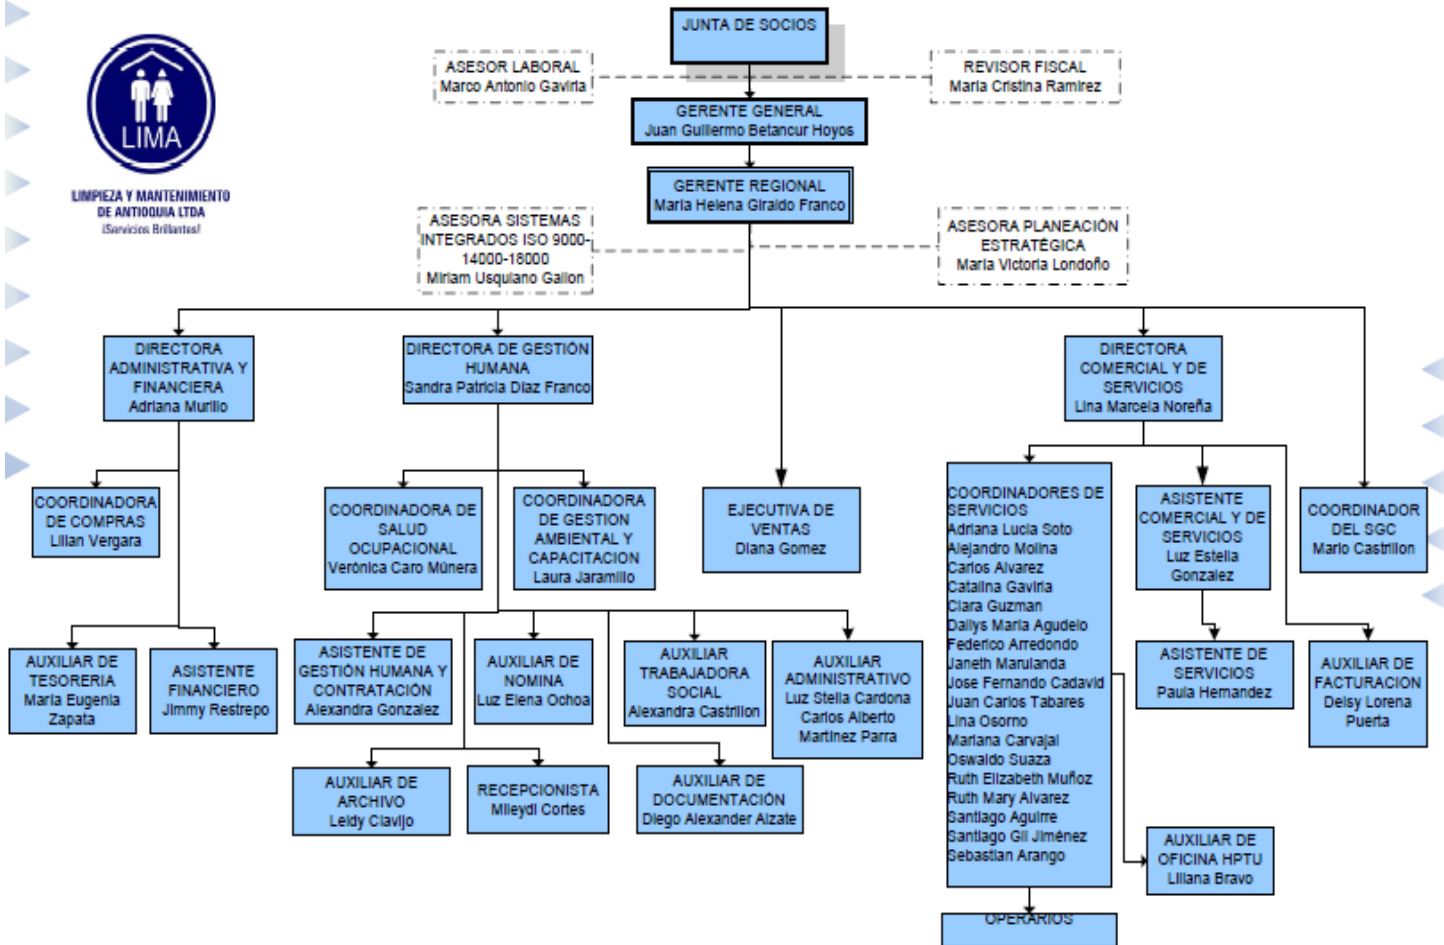 JUNTA DE SOCIOS
ASESOR LABORAL
Marco Antonio Gaviria
REVISOR FISCAL
Maria Cristina Ramirez
GERENTE GENERAL
Juan Guillermo Betancur Hoyos
LIMA
LIMPIEZA Y MANTENIMIENTO
DE ANTIOQUIA LTDA
¡Servicios Brillantes!
GERENTE REGIONAL
Maria Helena Giraldo Franco
ASESORA SISTEMAS
INTEGRADOS ISO 9000-
14000-18000
Miriam Usquiano Gallon
ASESORA PLANEACIÓN
ESTRATÉGICA
Maria Victoria Londoño
DIRECTORA
ADMINISTRATIVA Y
FINANCIERA
Adriana Murillo
DIRECTORA DE GESTIÓN
HUMANA
Sandra Patricia Diaz Franco
DIRECTORA
COMERCIAL Y DE
SERVICIOS
Lina Marcela Noreña
COORDINADORA
DE COMPRAS
Lilian Vergara
COORDINADORA DE
SALUD
OCUPACIONAL
Verónica Caro Múnera
COORDINADORA
DE GESTION
AMBIENTAL Y
CAPACITACION
Laura Jaramillo
EJECUTIVA DE
VENTAS
Diana Gomez
COORDINADORES DE
SERVICIOS
Adriana Lucia Soto
Alejandro Molina
Carlos Alvarez
Catalina Gaviria
Clara Guzman
Dallys Maria Agudelo
Federico Arredondo
Janeth Marulanda
Jose Fernando Cadavid
Juan Carlos Tabares
Lina Osorno
Mariana Carvajal
Oswaldo Suaza
Ruth Elizabeth Muñoz
Ruth Mary Alvarez
Santiago Aguirre
Santiago Gil Jiménez
Sebastian Arango
ASISTENTE
COMERCIAL Y DE
SERVICIOS
Luz Estella
Gonzalez
COORDINADOR
DEL SGC
Mario Castrillon
AUXILIAR DE
TESORERIA
Maria Eugenia
Zapata
ASISTENTE
FINANCIERO
Jimmy Restrepo
ASISTENTE DE
GESTIÓN HUMANA Y
CONTRATACIÓN
Alexandra Gonzalez
AUXILIAR DE
NOMINA
Luz Elena Ochoa
AUXILIAR
TRABAJADORA
SOCIAL
Alexandra Castrillon
AUXILIAR
ADMINISTRATIVO
Luz Stella Cardona
Carlos Alberto
Martinez Parra
ASISTENTE DE
SERVICIOS
Paula Hernandez
AUXILIAR DE
FACTURACION
Deisy Lorena
Puerta
AUXILIAR DE
ARCHIVO
Leidy Clavijo
RECEPCIONISTA
Mileydi Cortes
AUXILIAR DE
DOCUMENTACIÓN
Diego Alexander Alzate
AUXILIAR DE
OFICINA HPTU
Liliana Bravo
OPERARIOS